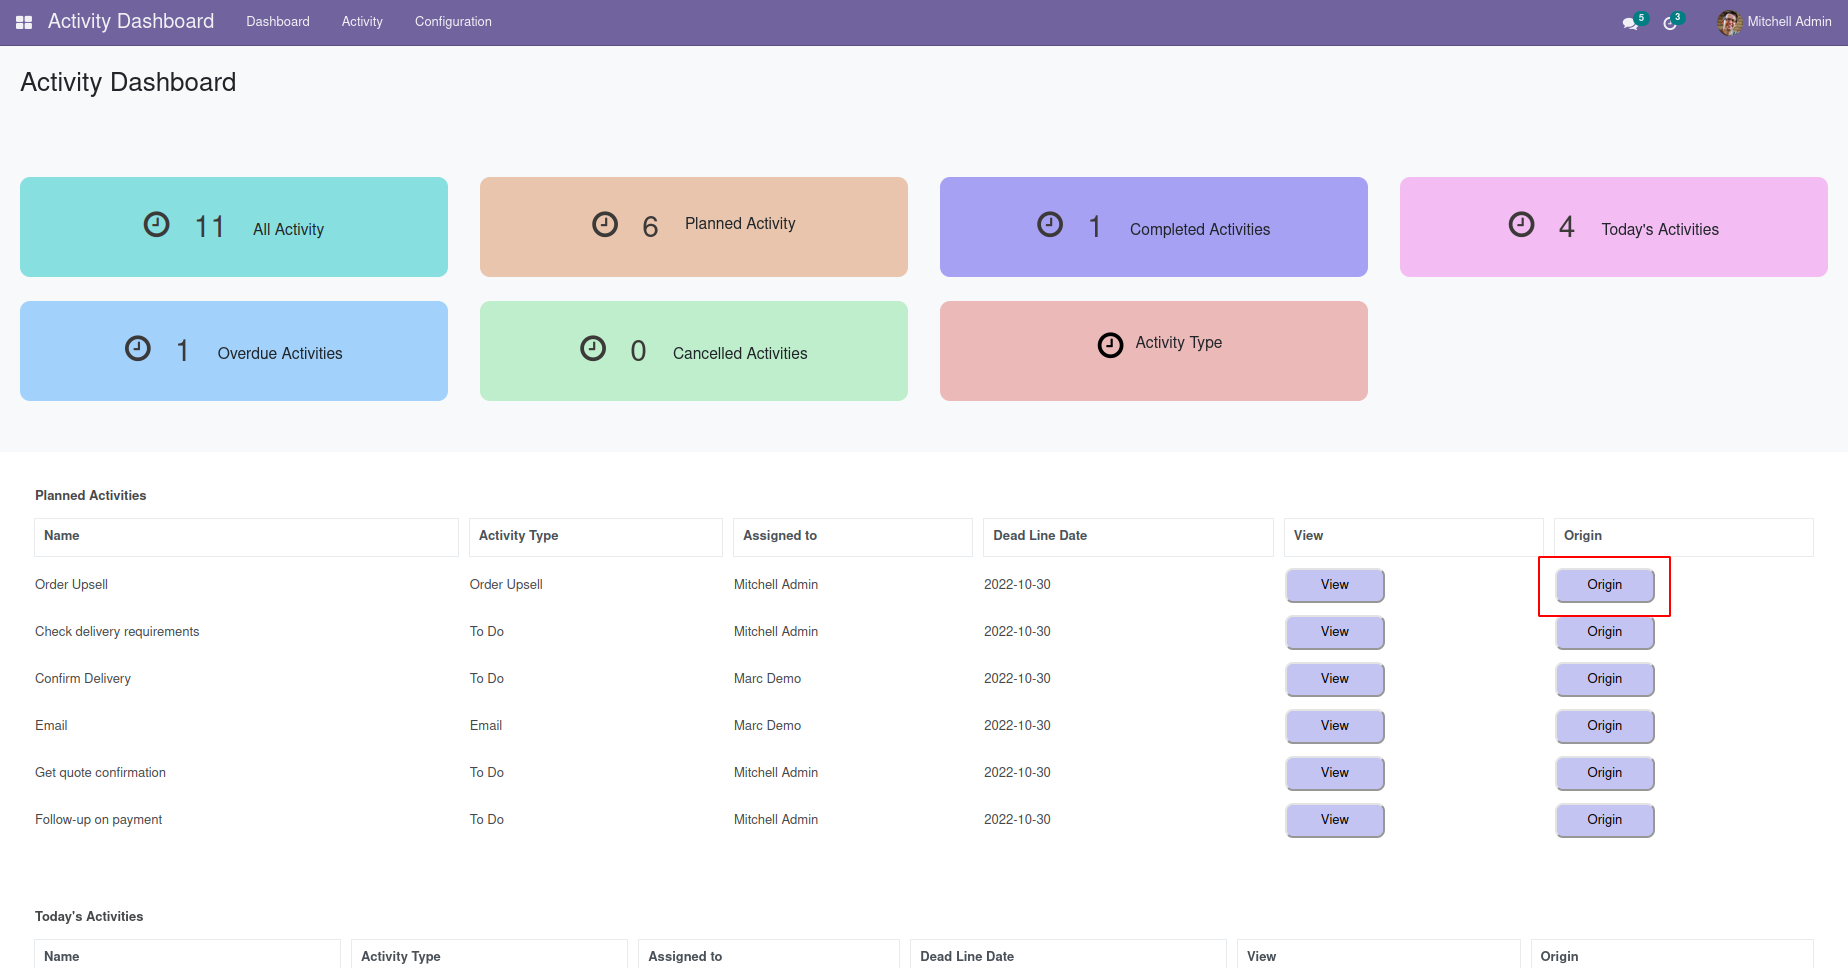 Activity Dashboard Dashboard Activity Configuration 5 3 Mitchell Admin
Activity Dashboard
11 All Activity
6 Planned Activity
1 Completed Activities
4 Today's Activities
1 Overdue Activities
0 Cancelled Activities
Activity Type
Planned Activities
Name Activity Type Assigned to Dead Line Date View Origin
Order Upsell Order Upsell Mitchell Admin 2022-10-30 View Origin
Check delivery requirements To Do Mitchell Admin 2022-10-30 View Origin
Confirm Delivery To Do Marc Demo 2022-10-30 View Origin
Email Email Marc Demo 2022-10-30 View Origin
Get quote confirmation To Do Mitchell Admin 2022-10-30 View Origin
Follow-up on payment To Do Mitchell Admin 2022-10-30 View Origin
Today's Activities
Name Activity Type Assigned to Dead Line Date View Origin